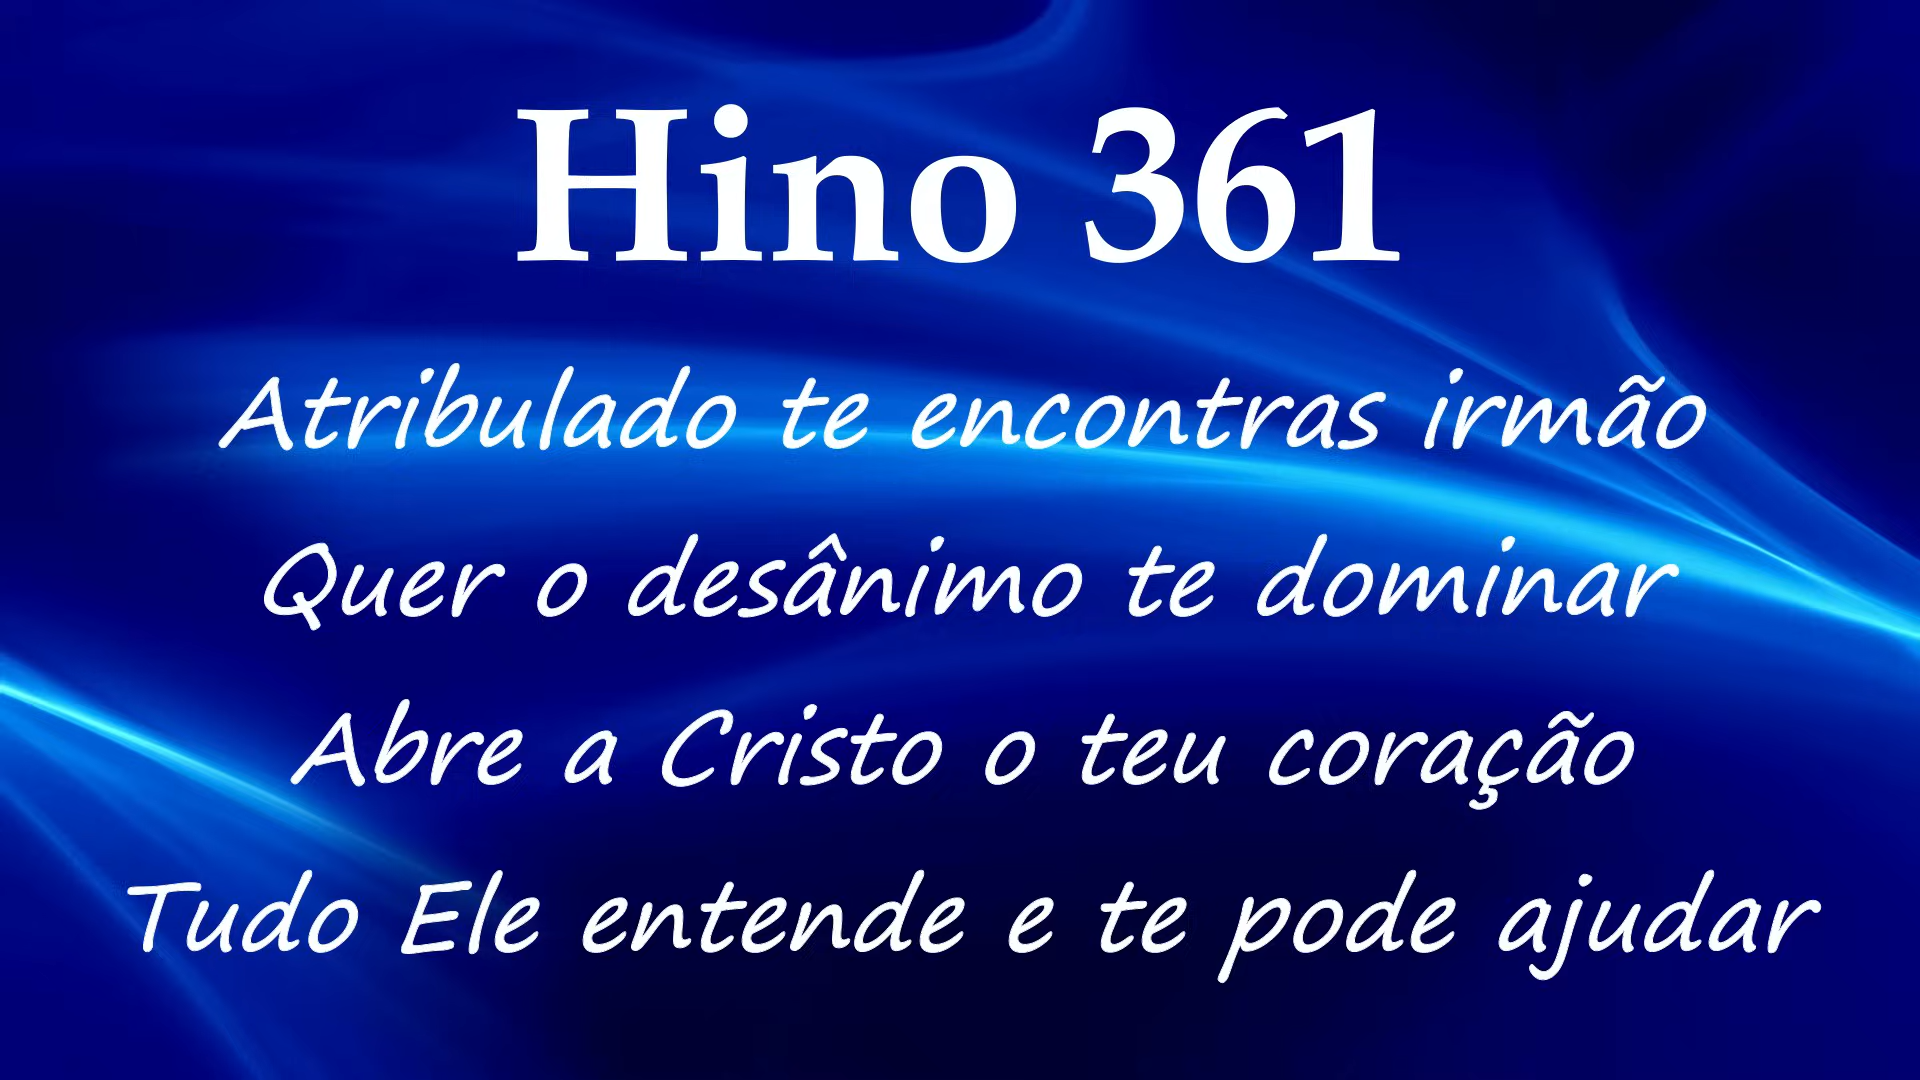 Hino 361
Atribulado te encontras irmão
Quer o desânimo te dominar
Abre a Cristo o teu coração
Tudo Ele entende e te pode ajudar